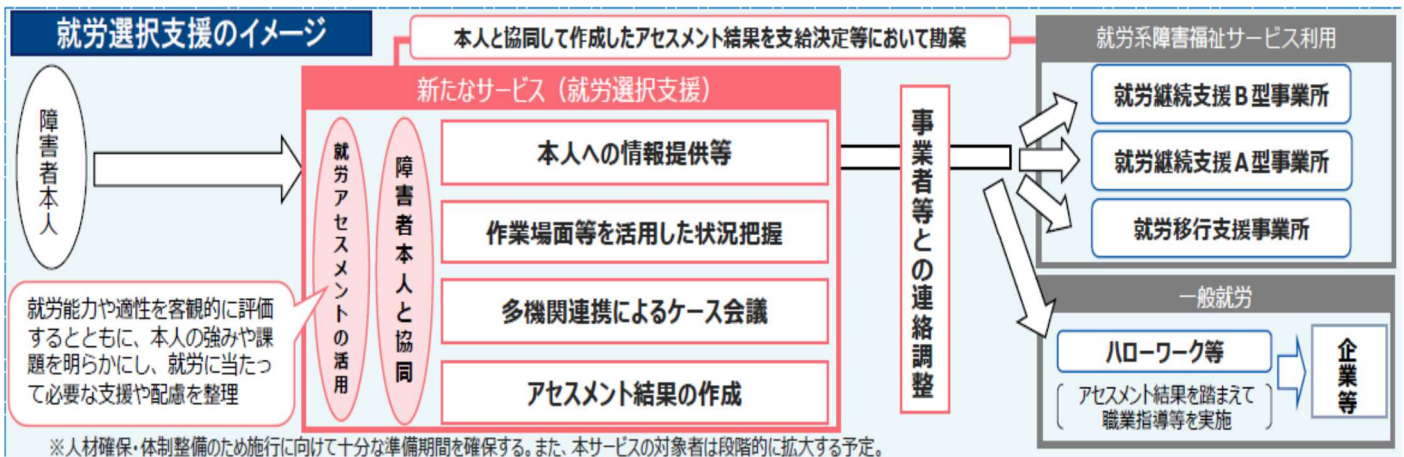 就労選択支援のイメージ
本人と協同して作成したアセスメント結果を支給決定等において勘案
障害者本人
新たなサービス（就労選択支援）
就労アセスメントの活用
障害者本人と協同
本人への情報提供等
作業場面等を活用した状況把握
多機関連携によるケース会議
アセスメント結果の作成
就労能力や適性を客観的に評価
するとともに、本人の強みや課
題を明らかにし、就労に当たっ
て必要な支援や配慮を整理
事業者等との連絡調整
就労系障害福祉サービス利用
就労継続支援Ｂ型事業所
就労継続支援Ａ型事業所
就労移行支援事業所
一般就労
ハローワーク等
アセスメント結果を踏まえて
職業指導等を実施
企業等
※人材確保・体制整備のため施行に向けて十分な準備期間を確保する。また、本サービスの対象者は段階的に拡大する予定。